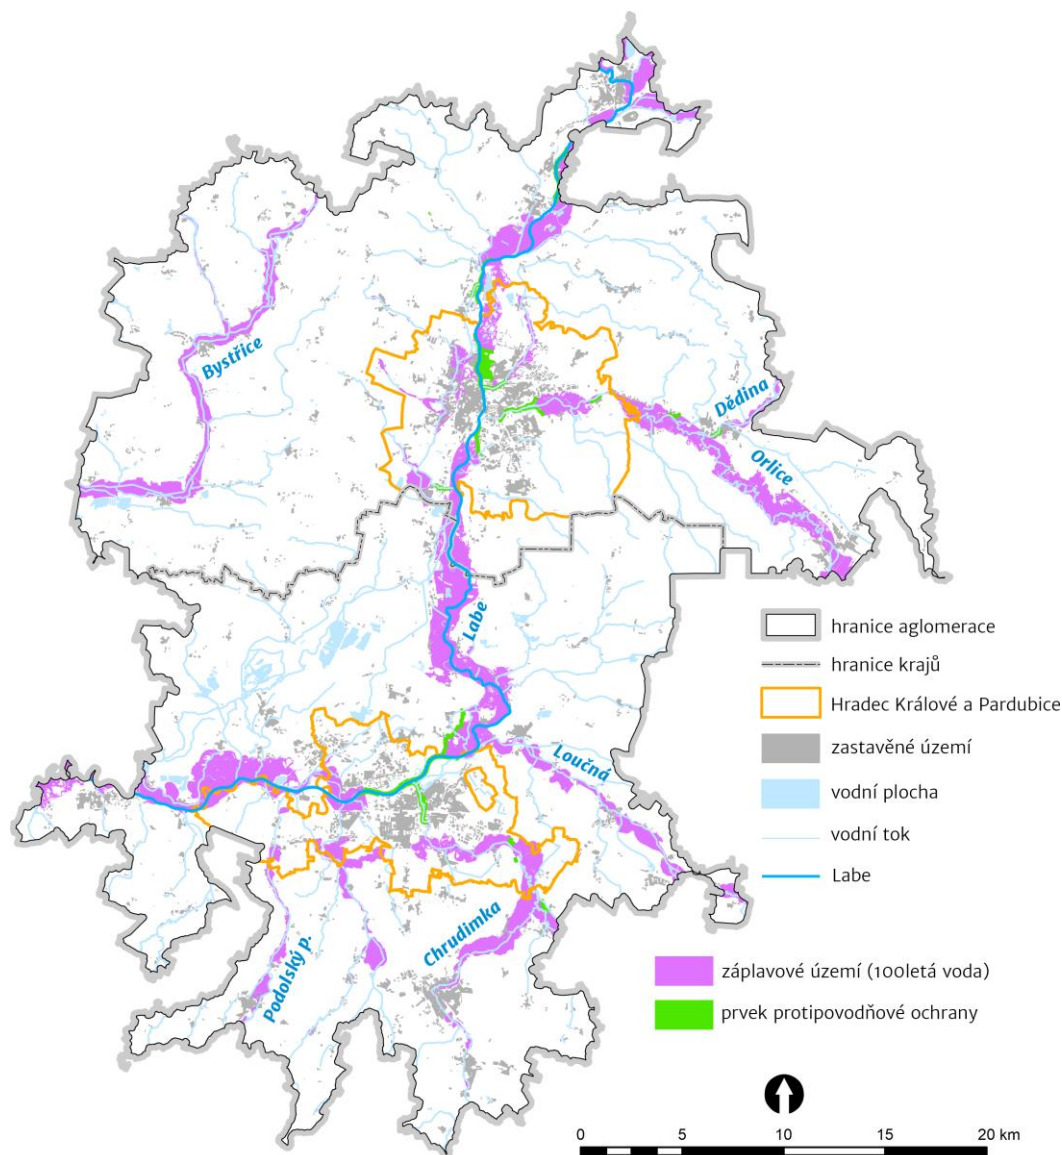 Bystřice
Dědina
Orlice
Labe
Loučná
Chrudimka
Podolský p.
hranice aglomerace
hranice krajů
Hradec Králové a Pardubice
zastavěné území
vodní plocha
vodní tok
Labe
záplavové území (100letá voda)
prvek protipovodňové ochrany
0 5 10 15 20 km